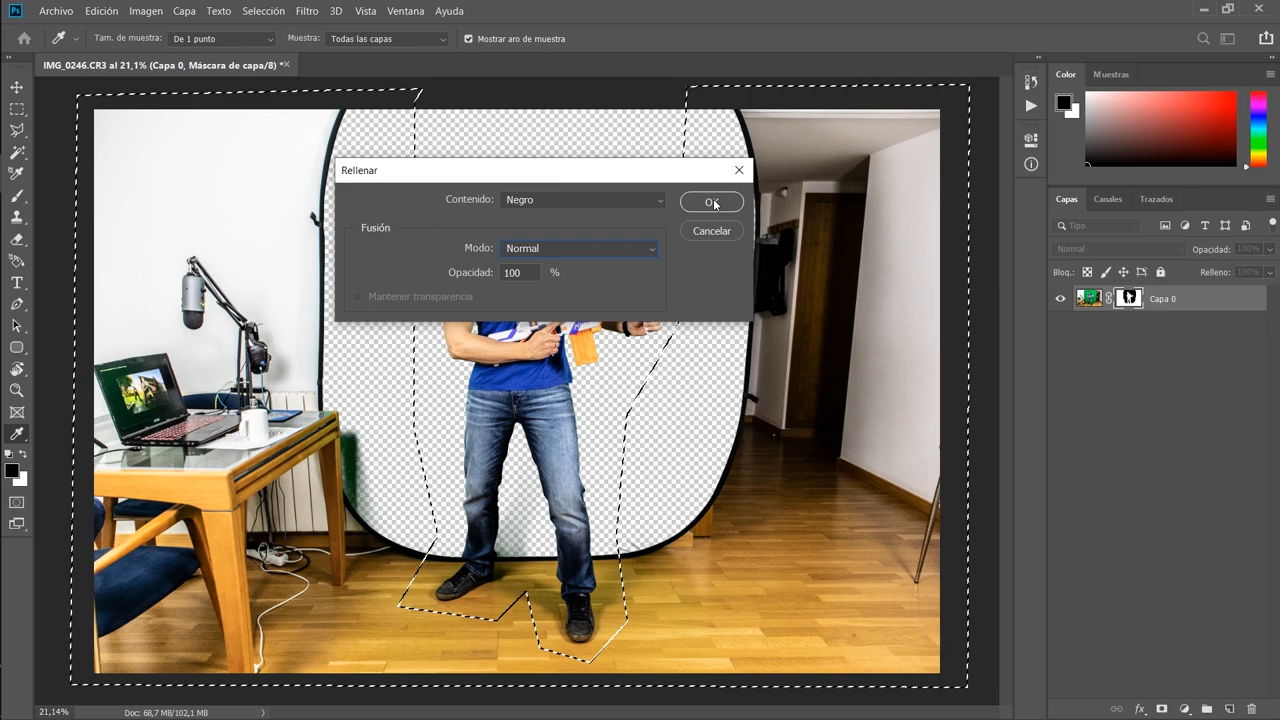 Ps Archivo Edición Imagen Capa Texto Selección Filtro 3D Vista Ventana Ayuda
Tam. de muestra: De 1 punto Muestra: Todas las capas Mostrar aro de muestra
IMG_0246.CR3 al 21,1% (Capa 0, Máscara de capa/8) *
Color Muestras
Rellenar
Contenido: Negro OK
Fusión
Cancelar
Modo: Normal
Opacidad: 100 %
Mantener transparencia
Capas Canales Trazados
Tipo
Normal Opacidad: 100%
Bloq.: Relleno: 100%
Capa 0
21,14% Doc: 68,7 MB/102,1 MB